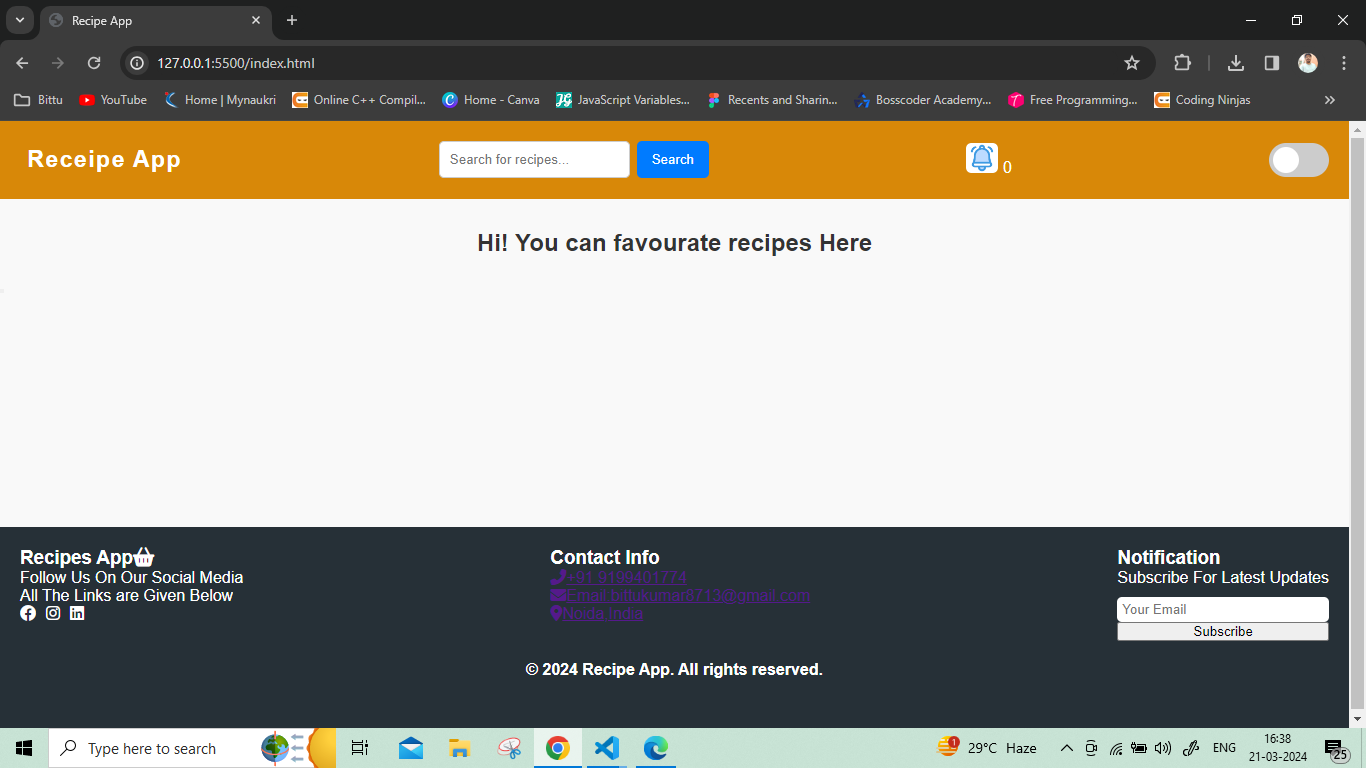 Recipe App
127.0.0.1:5500/index.html
Bittu YouTube Home | Mynaukri Online C++ Compil... Home - Canva JavaScript Variables... Recents and Sharin... Bosscoder Academy... Free Programming... Coding Ninjas
Receipe App Search for recipes... Search 0
Hi! You can favourate recipes Here
Recipes App Contact Info Notification
Follow Us On Our Social Media +91 9199401774 Subscribe For Latest Updates
All The Links are Given Below Email:bittukumar8713@gmail.com
Noida,India
Your Email
Subscribe
© 2024 Recipe App. All rights reserved.
Type here to search 1 29°C Haze ENG 16:38
21-03-2024
25